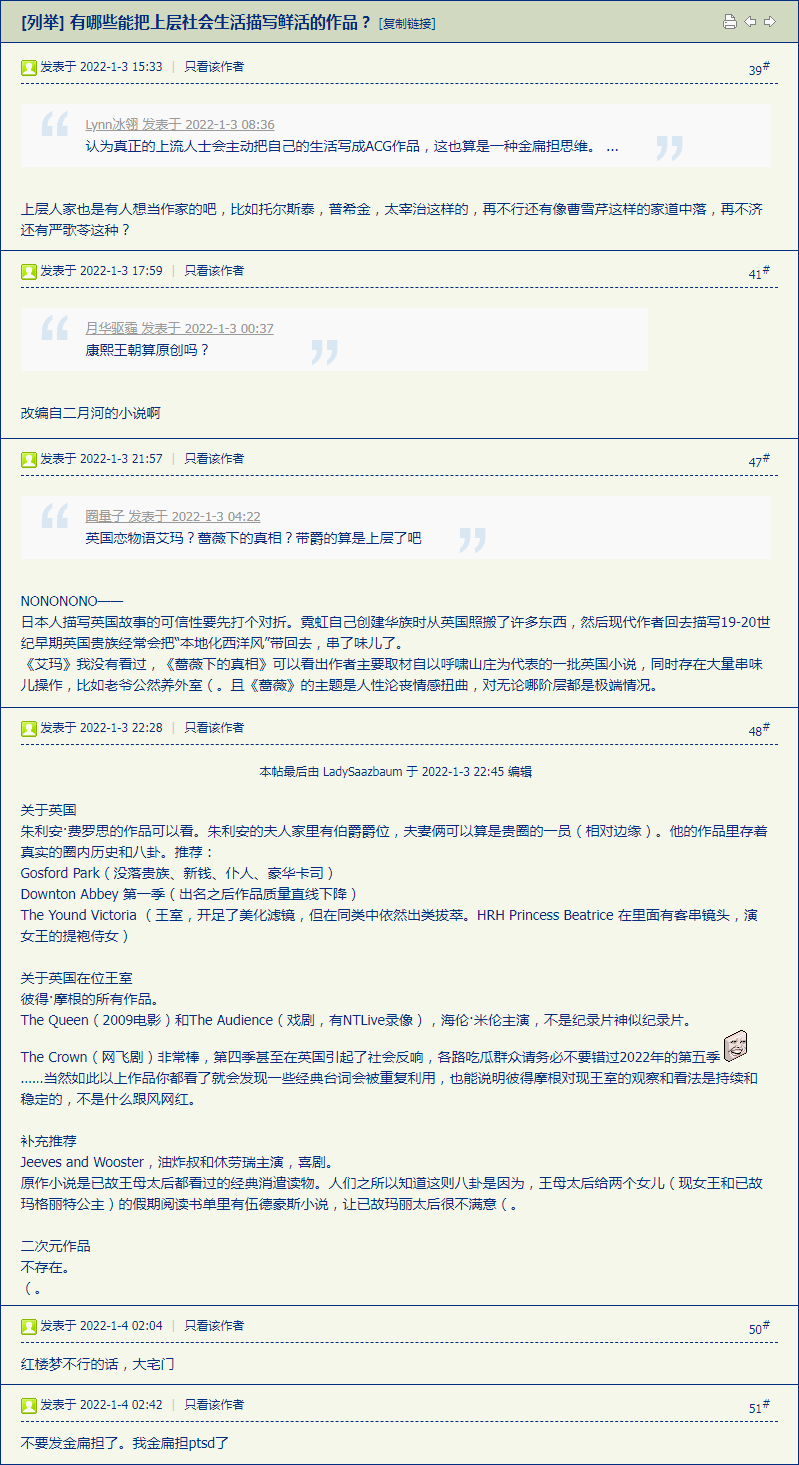 [列举] 有哪些能把上层社会生活描写鲜活的作品？ [复制链接]
发表于 2022-1-3 15:33 | 只看该作者 39#
Lynn冰翎 发表于 2022-1-3 08:36
认为真正的上流人士会主动把自己的生活写成ACG作品，这也算是一种金扁担思维。 ...
上层人家也是有人想当作家的吧，比如托尔斯泰，普希金，太宰治这样的，再不行还有像曹雪芹这样的家道中落，再不济
还有严歌苓这种？
发表于 2022-1-3 17:59 | 只看该作者 41#
月华驱霾 发表于 2022-1-3 00:37
康熙王朝算原创吗？
改编自二月河的小说啊
发表于 2022-1-3 21:57 | 只看该作者 47#
圈量子 发表于 2022-1-3 04:22
英国恋物语艾玛？蔷薇下的真相？带爵的算是上层了吧
NONONONO——
日本人描写英国故事的可信性要先打个对折。霓虹自己创建华族时从英国照搬了许多东西，然后现代作者回去描写19-20世
纪早期英国贵族经常会把“本地化西洋风”带回去，串了味儿了。
《艾玛》我没有看过，《蔷薇下的真相》可以看出作者主要取材自以呼啸山庄为代表的一批英国小说，同时存在大量串味
儿操作，比如老爷公然养外室（。且《蔷薇》的主题是人性沦丧情感扭曲，对无论哪阶层都是极端情况。
发表于 2022-1-3 22:28 | 只看该作者 48#
本帖最后由 LadySaazbaum 于 2022-1-3 22:45 编辑
关于英国
朱利安·费罗思的作品可以看。朱利安的夫人家里有伯爵爵位，夫妻俩可以算是贵圈的一员（相对边缘）。他的作品里存着
真实的圈内历史和八卦。推荐：
Gosford Park（没落贵族、新钱、仆人、豪华卡司）
Downton Abbey 第一季（出名之后作品质量直线下降）
The Yound Victoria （王室，开足了美化滤镜，但在同类中依然出类拔萃。HRH Princess Beatrice 在里面有客串镜头，演
女王的提袍侍女）
关于英国在位王室
彼得·摩根的所有作品。
The Queen（2009电影）和The Audience（戏剧，有NTLive录像），海伦·米伦主演，不是纪录片神似纪录片。
The Crown（网飞剧）非常棒，第四季甚至在英国引起了社会反响，各路吃瓜群众请务必不要错过2022年的第五季
……当然如此以上作品你都看了就会发现一些经典台词会被重复利用，也能说明彼得摩根对现王室的观察和看法是持续和
稳定的，不是什么跟风网红。
补充推荐
Jeeves and Wooster，油炸叔和休劳瑞主演，喜剧。
原作小说是已故王母太后都看过的经典消遣读物。人们之所以知道这则八卦是因为，王母太后给两个女儿（现女王和已故
玛格丽特公主）的假期阅读书单里有伍德豪斯小说，让已故玛丽太后很不满意（。
二次元作品
不存在。
（。
发表于 2022-1-4 02:04 | 只看该作者 50#
红楼梦不行的话，大宅门
发表于 2022-1-4 02:42 | 只看该作者 51#
不要发金扁担了。我金扁担ptsd了